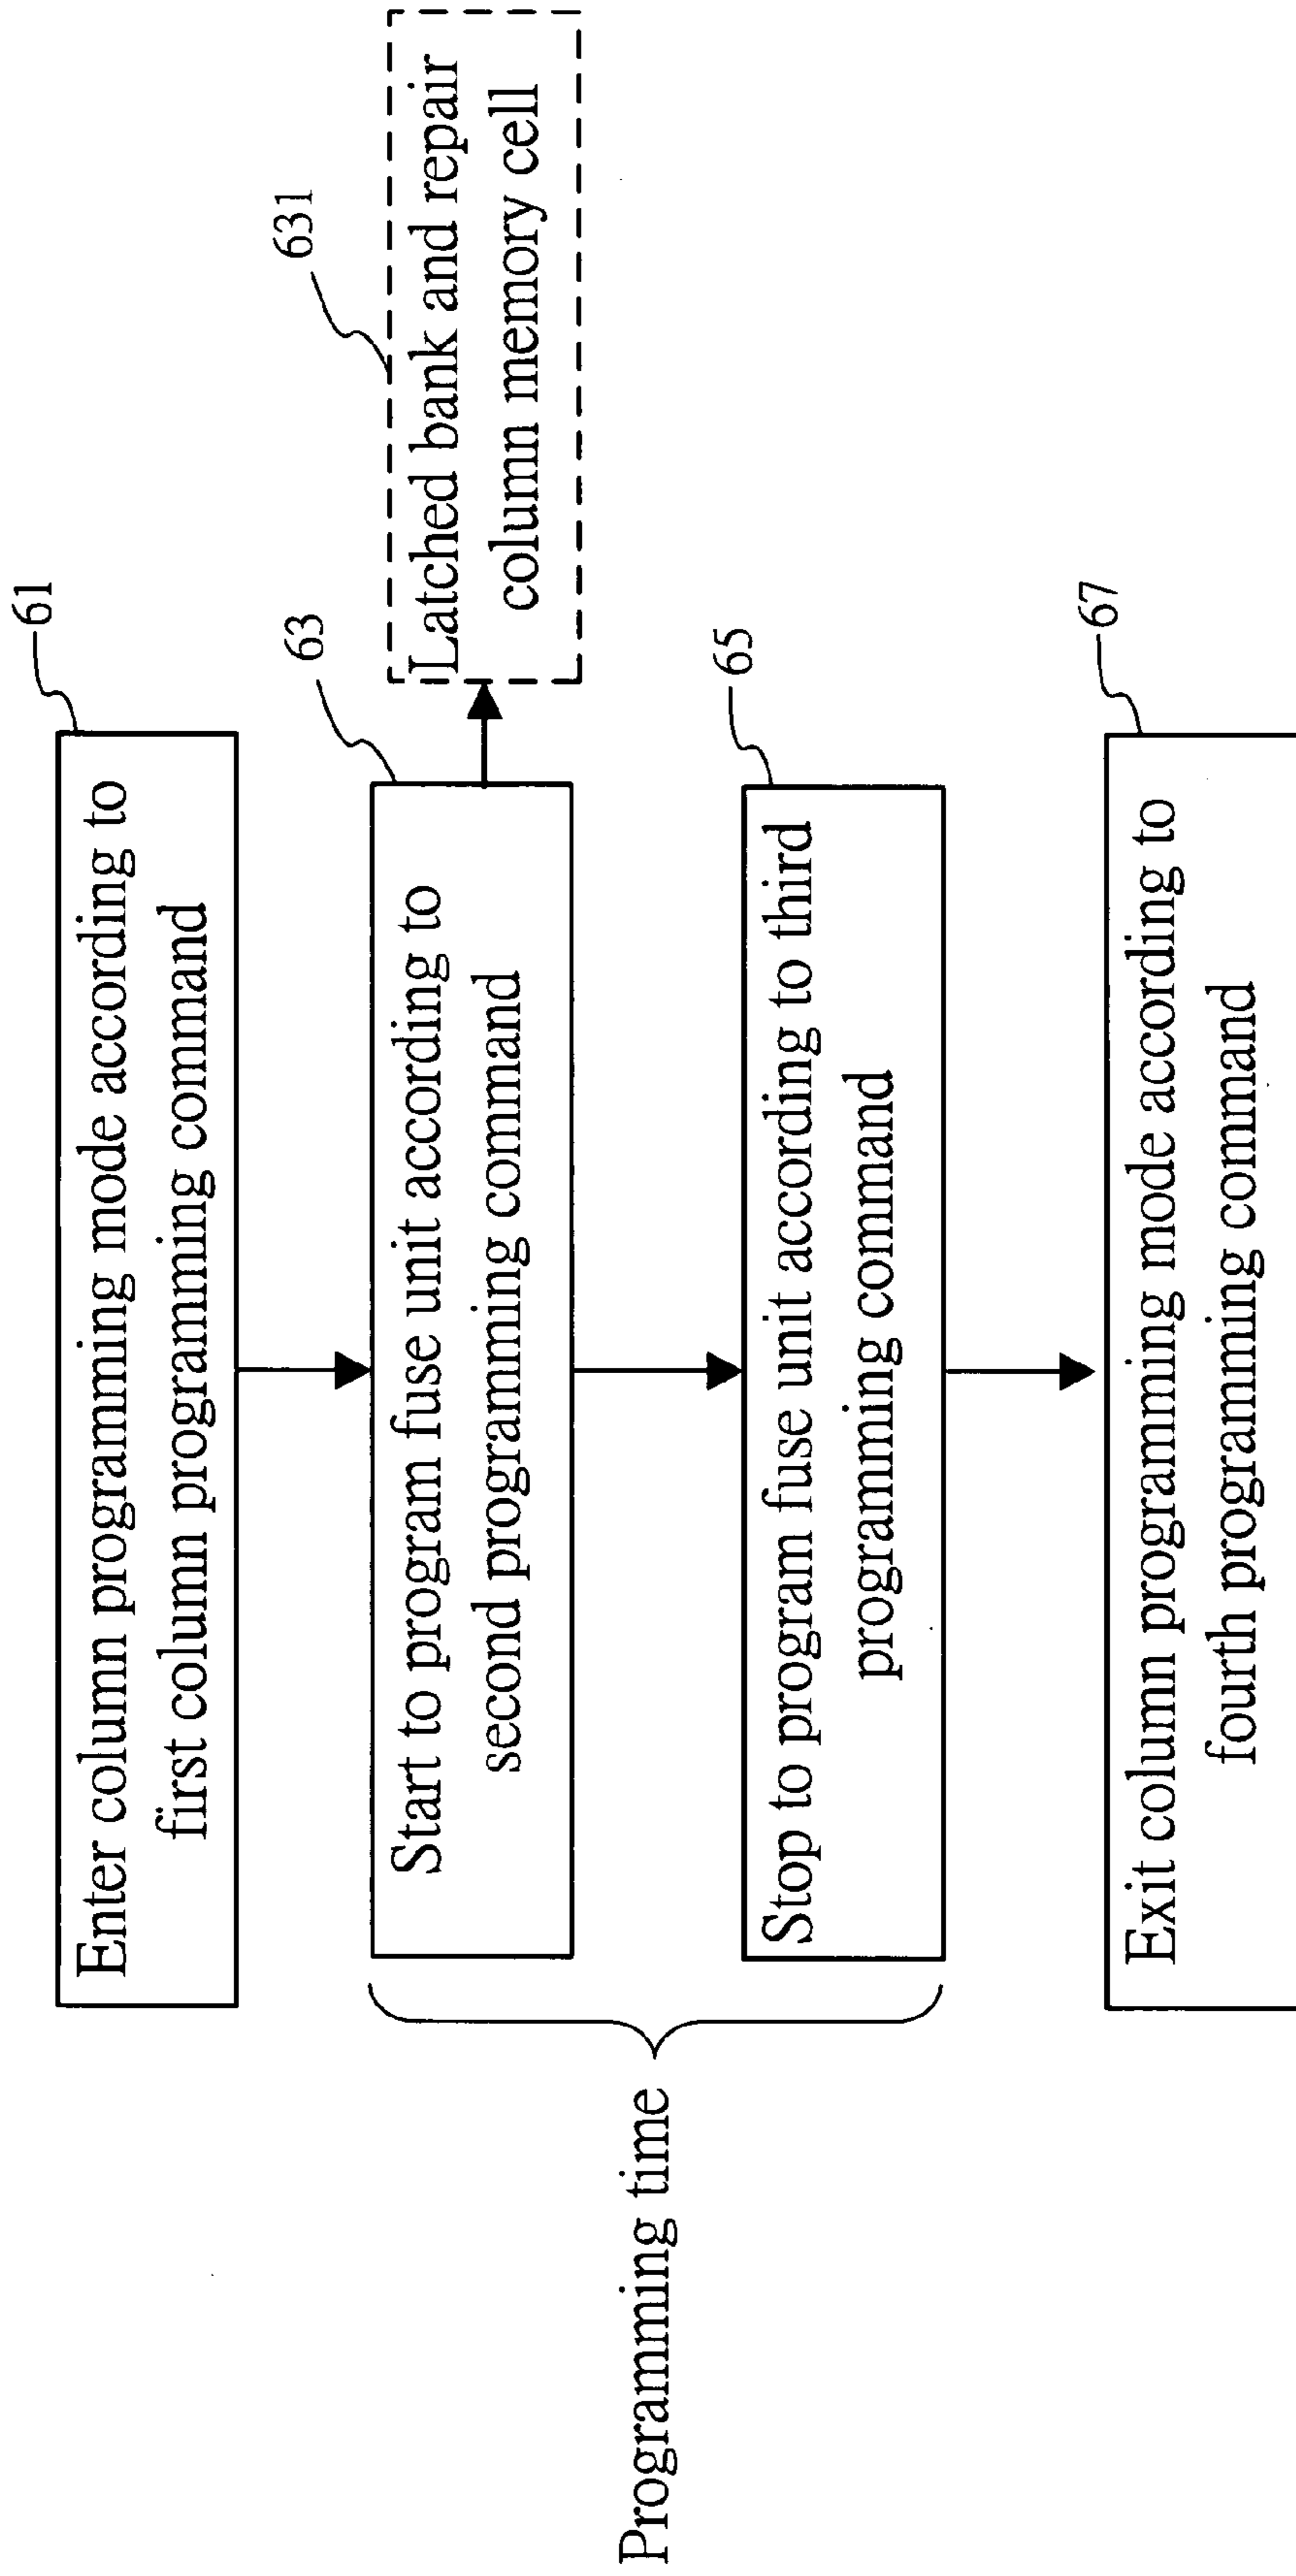 61
Enter column programming mode according to
first column programming command
63
Start to program fuse unit according to
second programming command
631
Latched bank and repair
column memory cell
Programming time
65
Stop to program fuse unit according to third
programming command
67
Exit column programming mode according to
fourth programming command